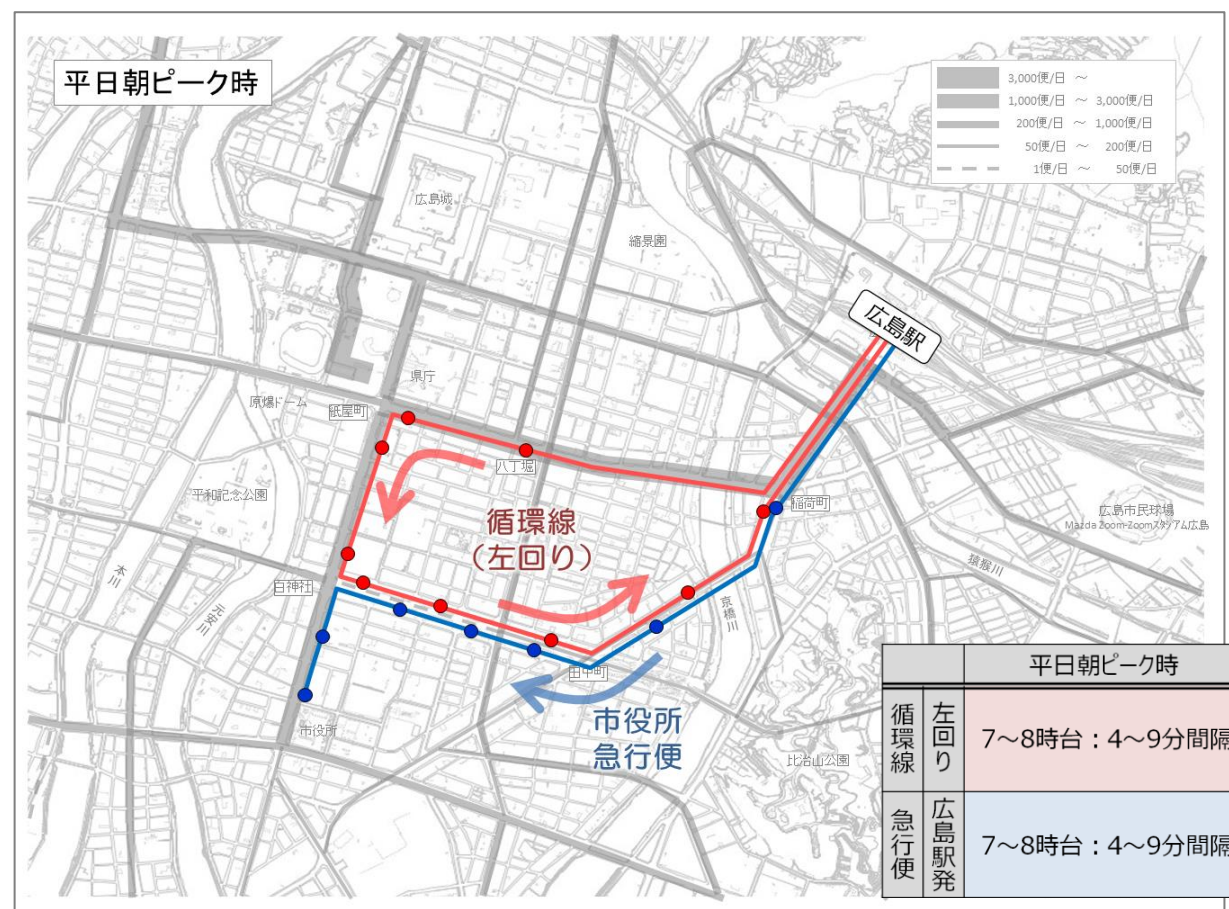 平日朝ピーク時
3,000便/日 ～
1,000便/日 ～ 3,000便/日
200便/日 ～ 1,000便/日
50便/日 ～ 200便/日
1便/日 ～ 50便/日
広島城
縮景園
広島駅
県庁
原爆ドーム
紙屋町
八丁堀
平和記念公園
稲荷町
広島市民球場
Mazda Zoom-Zoomスタジアム広島
循環線
（左回り）
猿猴川
本川
元安川
白神社
京橋川
田中町
市役所
市役所
急行便
比治山公園
平日朝ピーク時
循環線
左回り
7～8時台：4～9分間隔
急行便
広島駅発
7～8時台：4～9分間隔